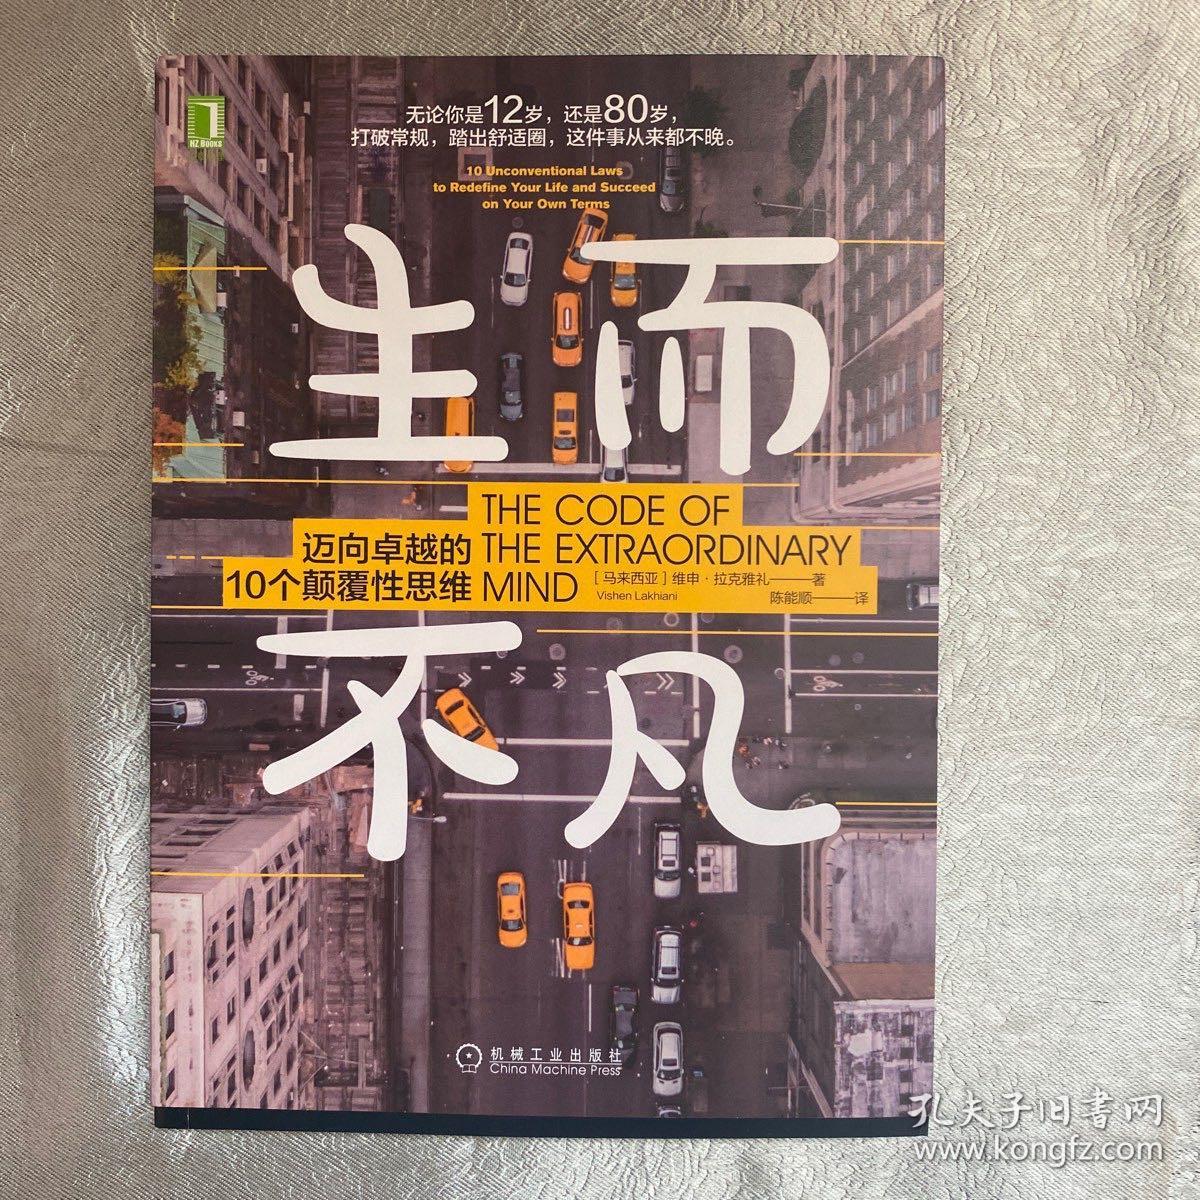 HZ BOOKS
无论你是12岁，还是80岁，
打破常规，踏出舒适圈，这件事从来都不晚。
10 Unconventional Laws
to Redefine Your Life and Succeed
on Your Own Terms
生而
THE CODE OF
迈向卓越的 THE EXTRAORDINARY
10个颠覆性思维 MIND
[马来西亚] 维申·拉克雅礼——著
Vishen Lakhiani
陈能顺——译
不凡
机械工业出版社
China Machine Press
孔夫子旧书网
www.kongfz.com